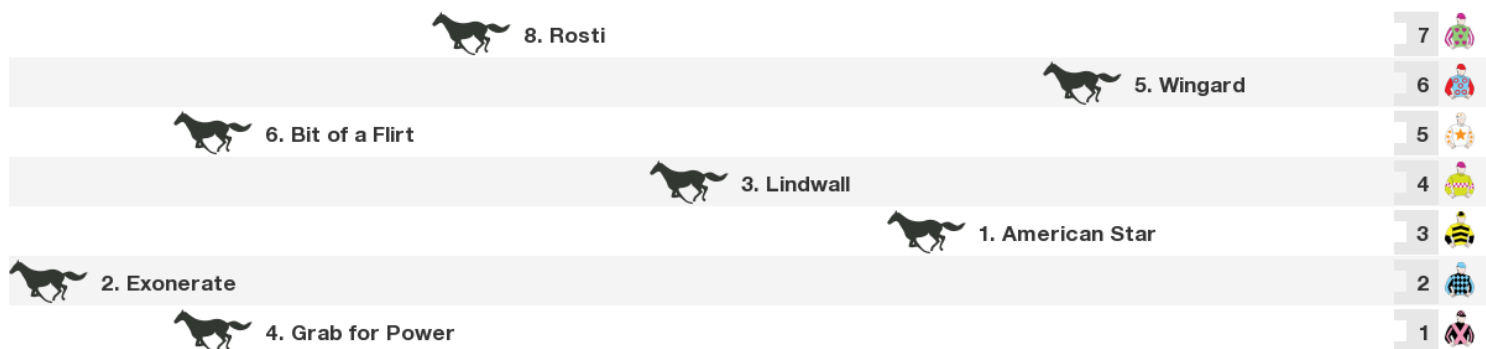 8. Rosti 7
5. Wingard 6
6. Bit of a Flirt 5
3. Lindwall 4
1. American Star 3
2. Exonerate 2
4. Grab for Power 1